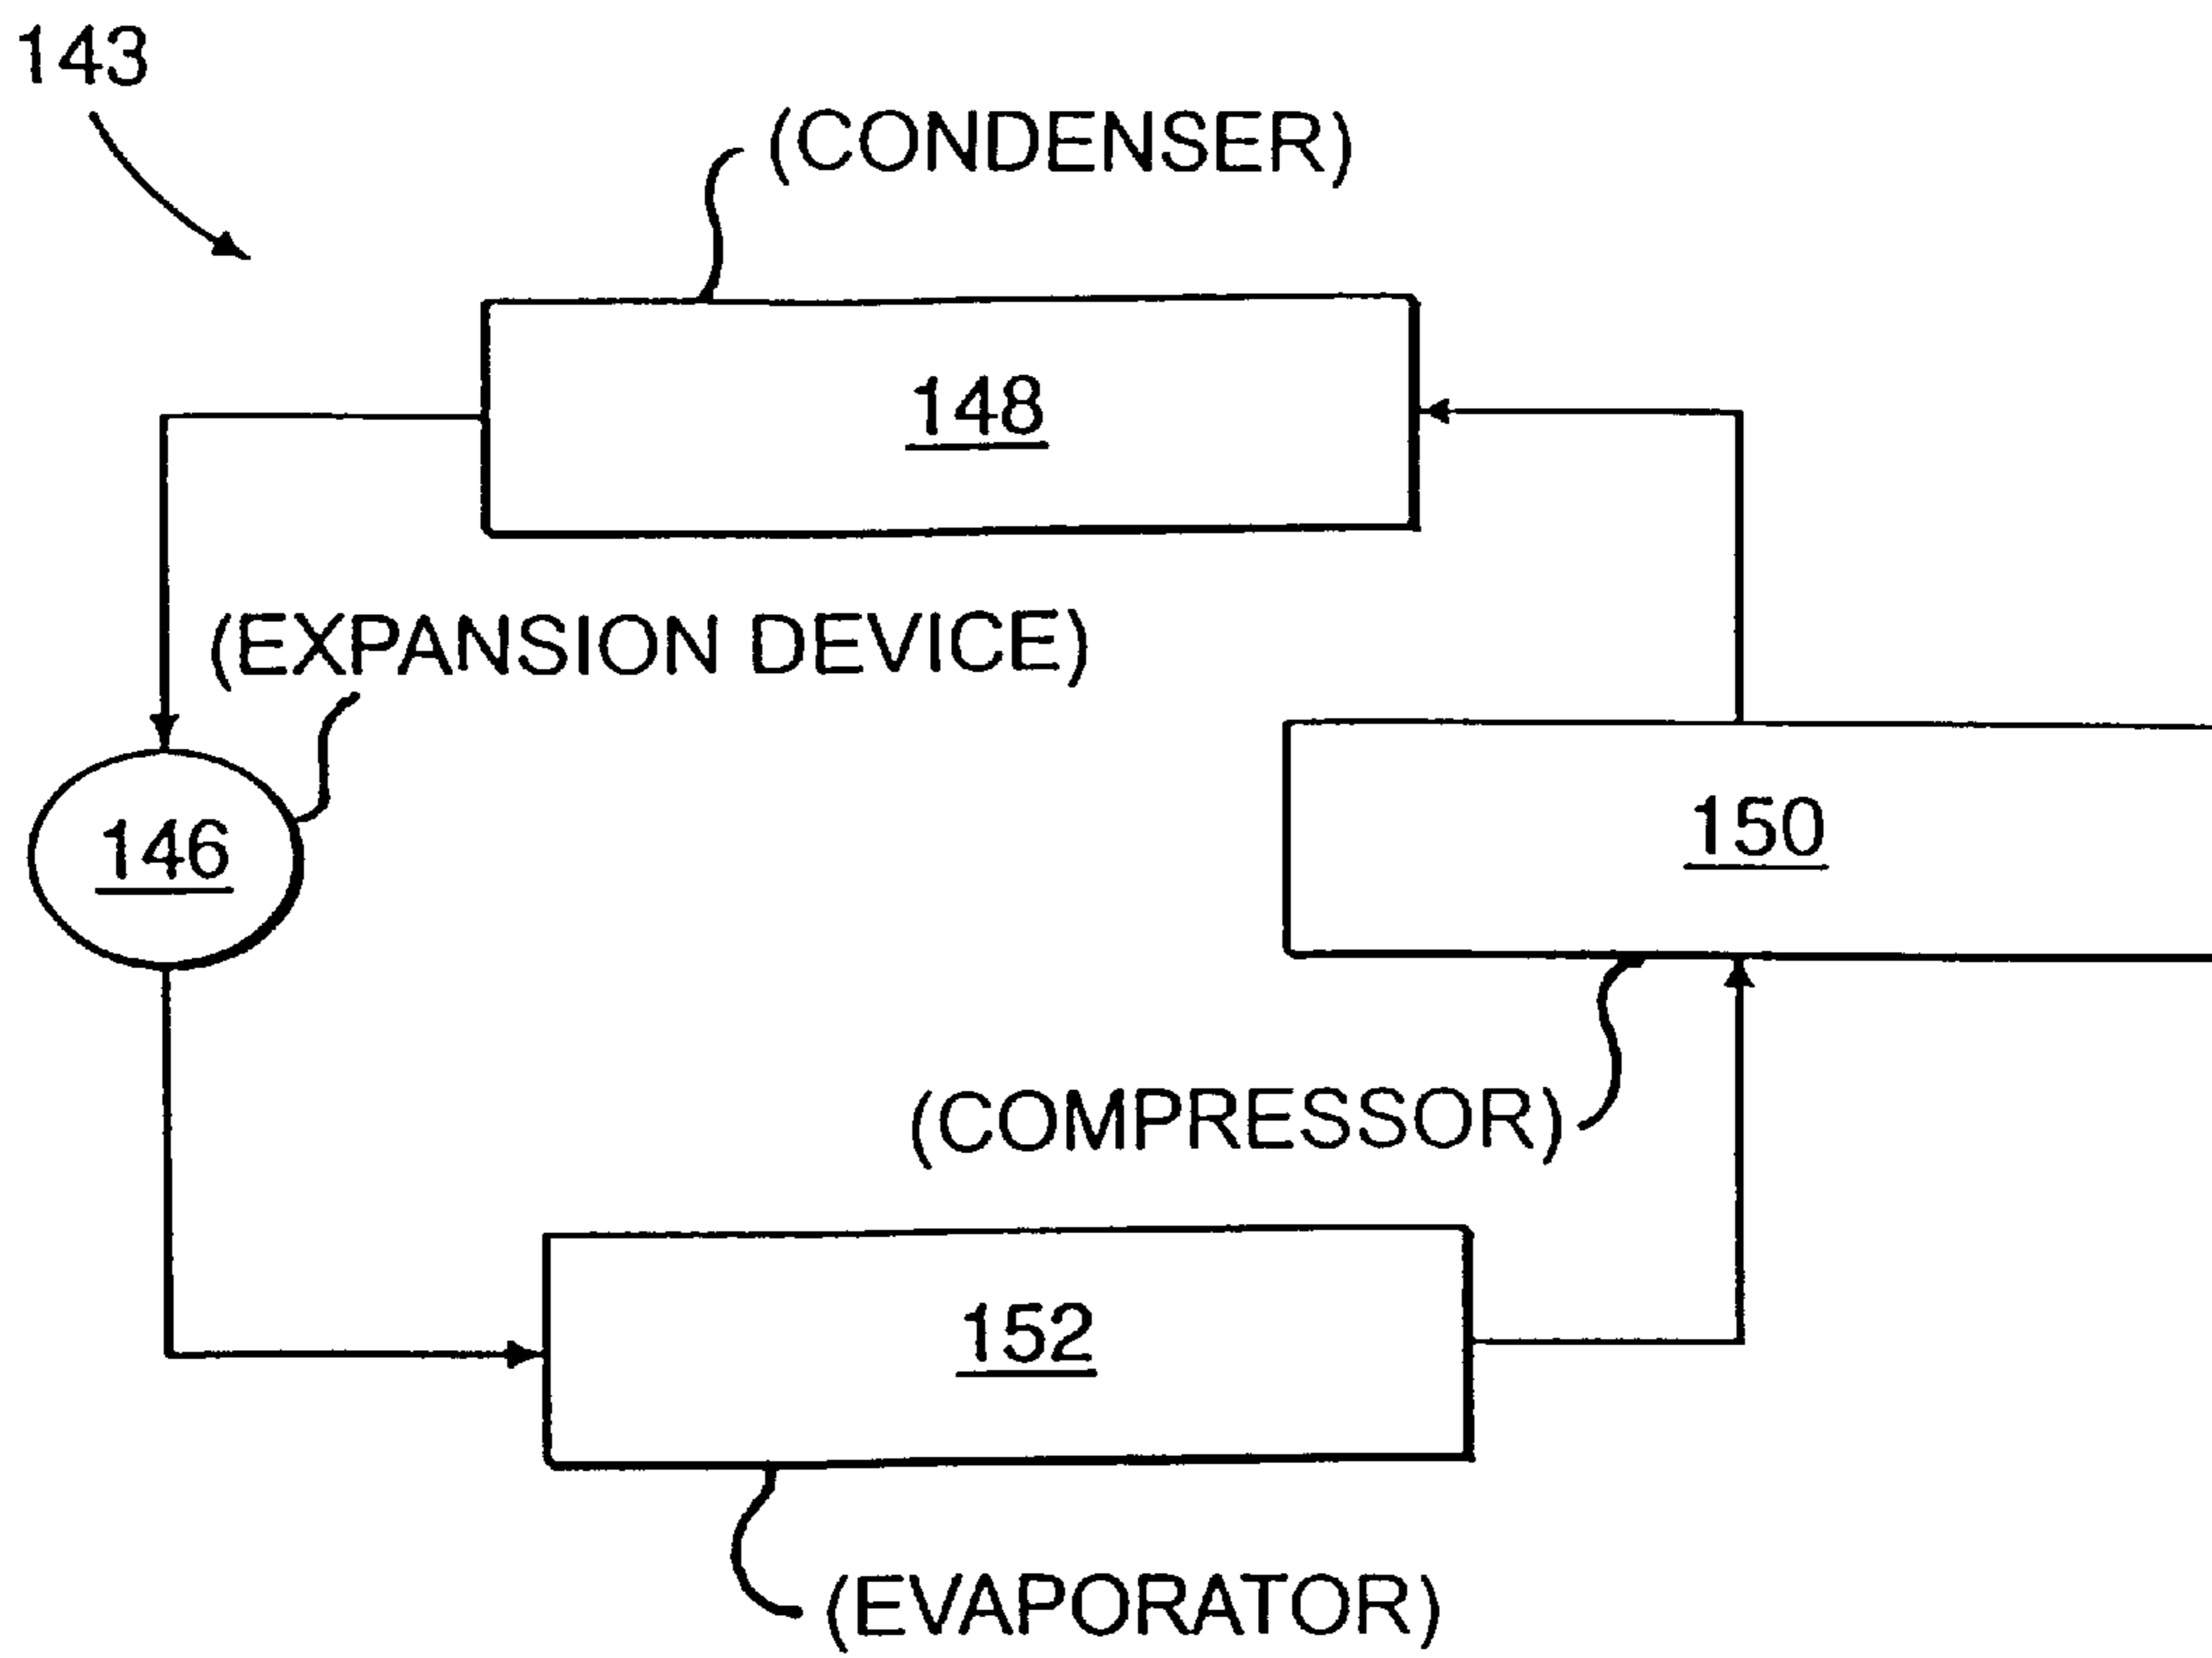 143
(CONDENSER)
148
(EXPANSION DEVICE)
146
150
(COMPRESSOR)
152
(EVAPORATOR)